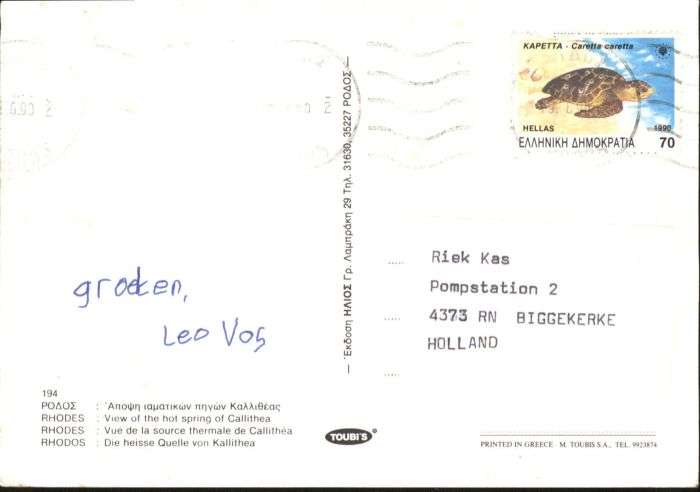 ΚΑΡΕΤΤΑ - Caretta caretta
HELLAS 1990
ΕΛΛΗΝΙΚΗ ΔΗΜΟΚΡΑΤΙΑ 70
— Έκδοση ΗΛΙΟΣ Γρ. Λαμπράκη 29 Τηλ. 31630, 35227 ΡΟΔΟΣ —
groeten,
Leo Vos
Riek Kas
Pompstation 2
4373 RN BIGGEKERKE
HOLLAND
194
ΡΟΔΟΣ : Άποψη ιαματικών πηγών Καλλιθέας
RHODES : View of the hot spring of Callithea
RHODES : Vue de la source thermale de Callithéa
RHODOS : Die heisse Quelle von Kallithea
TOUBI'S ®
PRINTED IN GREECE - M. TOUBIS S.A., TEL. 9923874